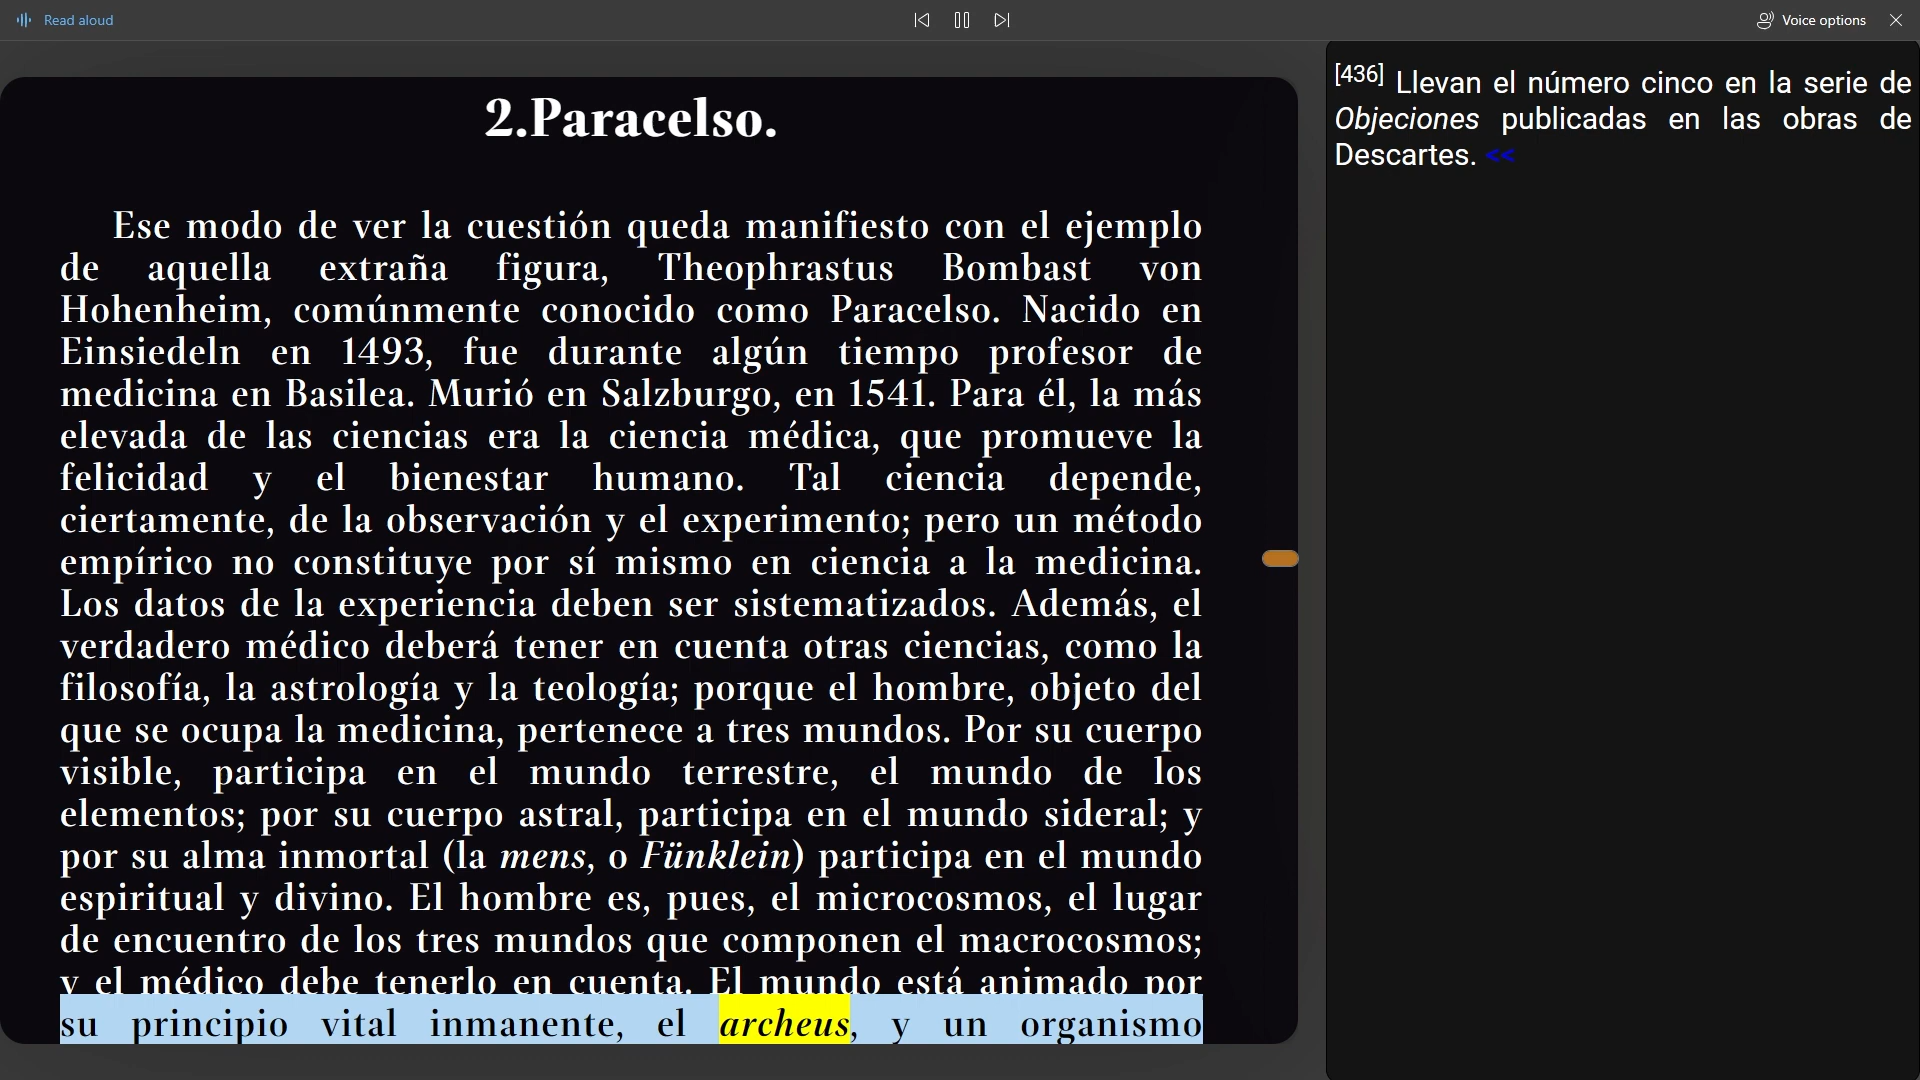 Read aloud
Voice options
2.Paracelso.
Ese modo de ver la cuestión queda manifiesto con el ejemplo
de aquella extraña figura, Theophrastus Bombast von
Hohenheim, comúnmente conocido como Paracelso. Nacido en
Einsiedeln en 1493, fue durante algún tiempo profesor de
medicina en Basilea. Murió en Salzburgo, en 1541. Para él, la más
elevada de las ciencias era la ciencia médica, que promueve la
felicidad y el bienestar humano. Tal ciencia depende,
ciertamente, de la observación y el experimento; pero un método
empírico no constituye por sí mismo en ciencia a la medicina.
Los datos de la experiencia deben ser sistematizados. Además, el
verdadero médico deberá tener en cuenta otras ciencias, como la
filosofía, la astrología y la teología; porque el hombre, objeto del
que se ocupa la medicina, pertenece a tres mundos. Por su cuerpo
visible, participa en el mundo terrestre, el mundo de los
elementos; por su cuerpo astral, participa en el mundo sideral; y
por su alma inmortal (la mens, o Fünklein) participa en el mundo
espiritual y divino. El hombre es, pues, el microcosmos, el lugar
de encuentro de los tres mundos que componen el macrocosmos;
y el médico debe tenerlo en cuenta. El mundo está animado por
su principio vital inmanente, el archeus, y un organismo
[436] Llevan el número cinco en la serie de
Objeciones publicadas en las obras de
Descartes. <<